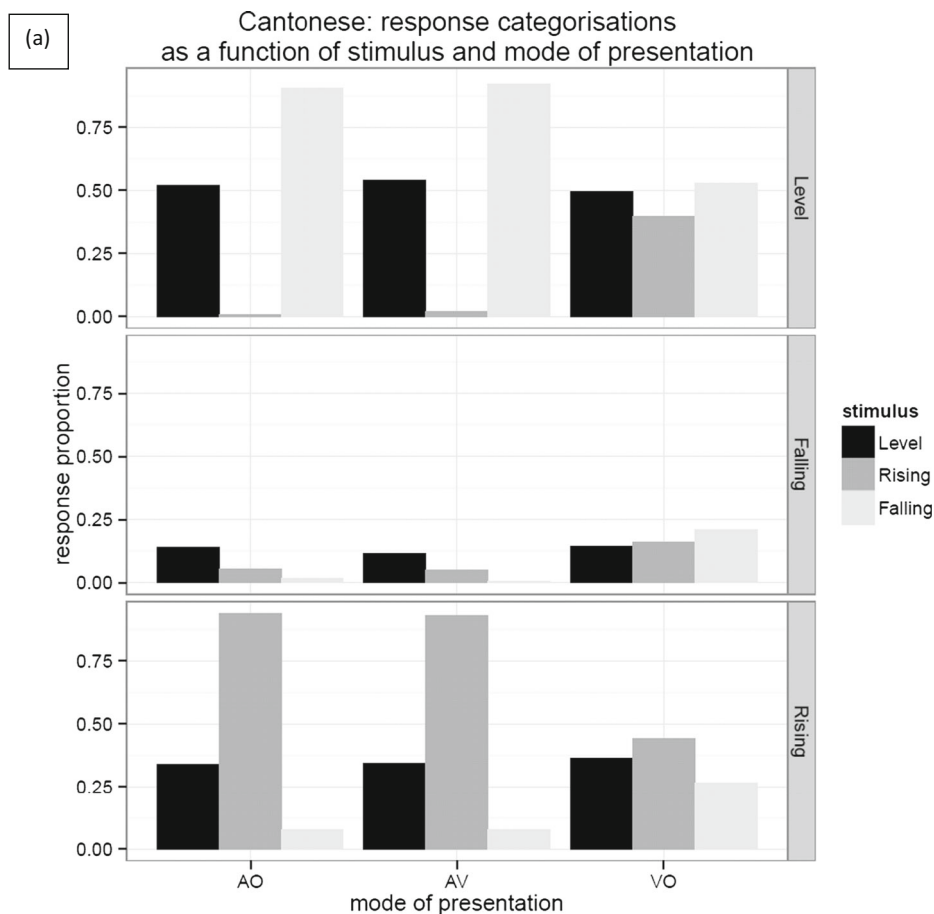 (a)
Cantonese: response categorisations
as a function of stimulus and mode of presentation
response proportion
0.75
0.50
0.25
0.00
Level
0.75
0.50
0.25
0.00
Falling
0.75
0.50
0.25
0.00
Rising
AO AV VO
mode of presentation
stimulus
Level
Rising
Falling